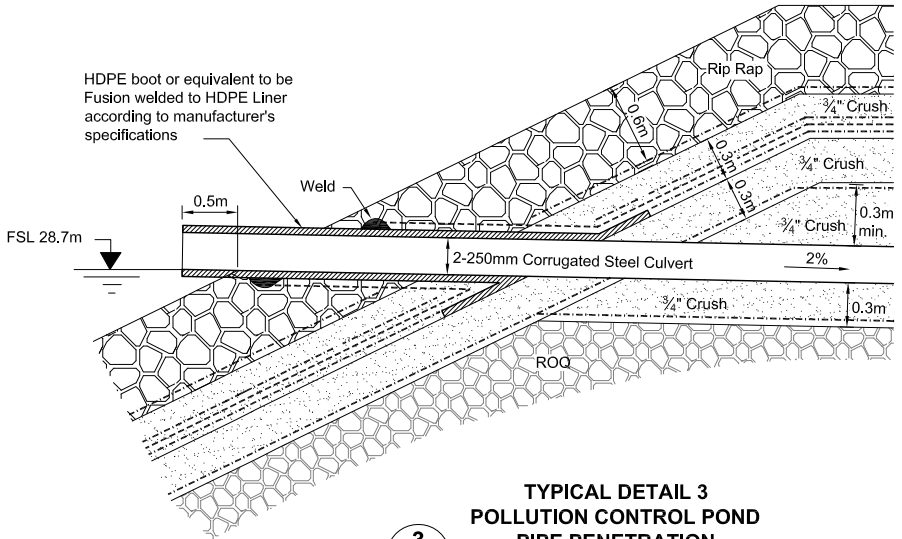 HDPE boot or equivalent to be
Fusion welded to HDPE Liner
according to manufacturer's
specifications
Rip Rap
3/4" Crush
0.6m
0.3m
3/4" Crush
0.3m
Weld
0.5m
3/4" Crush
0.3m
min.
FSL 28.7m
2-250mm Corrugated Steel Culvert
2%
3/4" Crush
0.3m
ROQ
TYPICAL DETAIL 3
POLLUTION CONTROL POND
3
PIPE PENETRATION